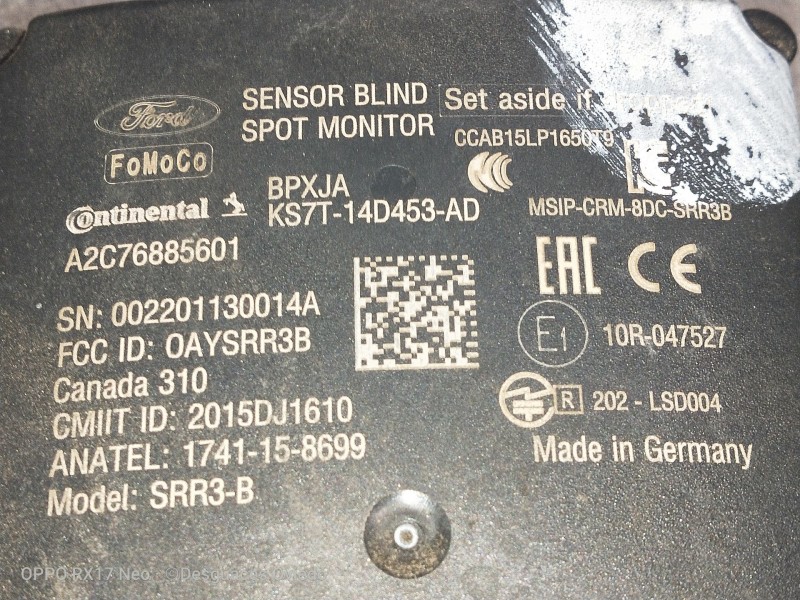 Ford
SENSOR BLIND
SPOT MONITOR
Set aside if
FoMoCo
CCAB15LP1650T9
Continental
BPXJA
KS7T-14D453-AD
MSIP-CRM-8DC-SRR3B
A2C76885601
EAC CE
SN: 002201130014A
FCC ID: OAYSRR3B
E1 10R-047527
Canada 310
R 202 - LSD004
CMIIT ID: 2015DJ1610
ANATEL: 1741-15-8699
Made in Germany
Model: SRR3-B
OPPO RX17 Neo